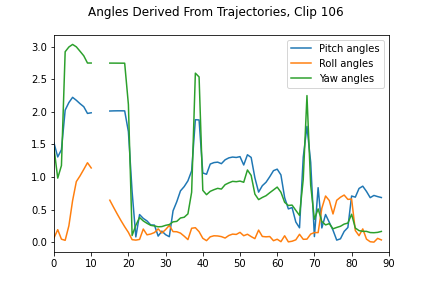 Angles Derived From Trajectories, Clip 106
Pitch angles
Roll angles
Yaw angles
3.0
2.5
2.0
1.5
1.0
0.5
0.0
0 10 20 30 40 50 60 70 80 90